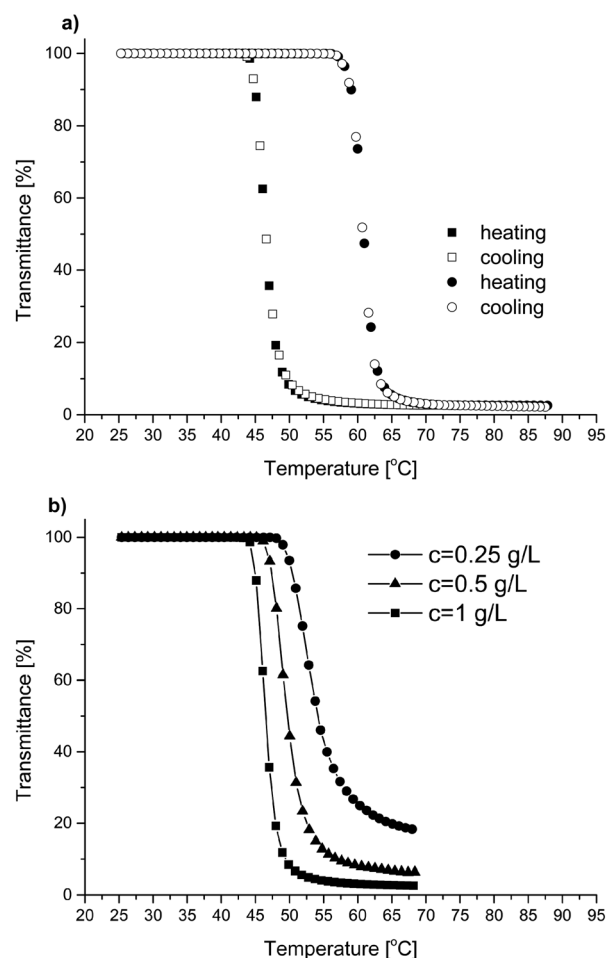 a)
100
80
60
40
20
0
Transmittance [%]
heating
cooling
heating
cooling
20 25 30 35 40 45 50 55 60 65 70 75 80 85 90 95
Temperature [°C]
b)
100
80
60
40
20
0
Transmittance [%]
c=0.25 g/L
c=0.5 g/L
c=1 g/L
20 25 30 35 40 45 50 55 60 65 70 75 80 85 90 95
Temperature [°C]